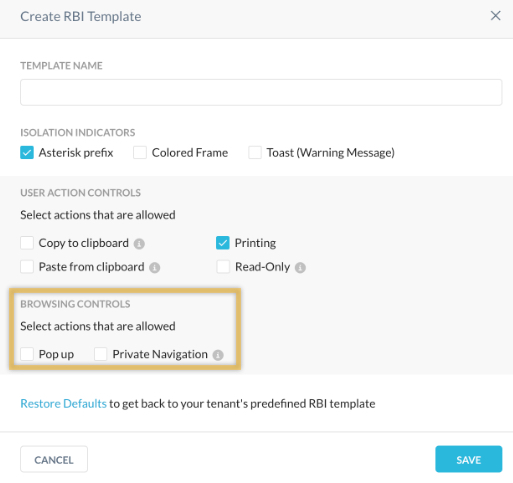 Create RBI Template
TEMPLATE NAME
ISOLATION INDICATORS
Asterisk prefix Colored Frame Toast (Warning Message)
USER ACTION CONTROLS
Select actions that are allowed
Copy to clipboard Printing
Paste from clipboard Read-Only
BROWSING CONTROLS
Select actions that are allowed
Pop up Private Navigation
Restore Defaults to get back to your tenant's predefined RBI template
CANCEL SAVE